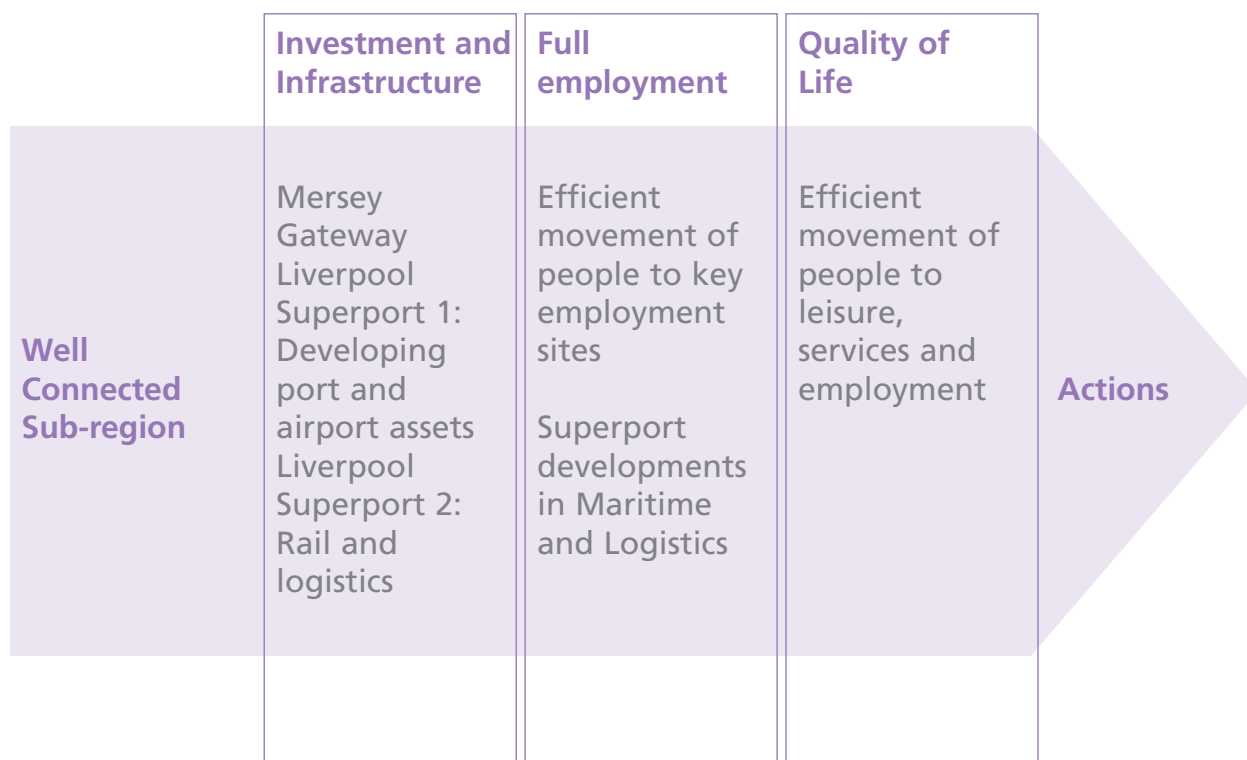 Investment and
Infrastructure
Full
employment
Quality of
Life
Well
Connected
Sub-region
Mersey
Gateway
Liverpool
Superport 1:
Developing
port and
airport assets
Liverpool
Superport 2:
Rail and
logistics
Efficient
movement of
people to key
employment
sites
Superport
developments
in Maritime
and Logistics
Efficient
movement of
people to
leisure,
services and
employment
Actions